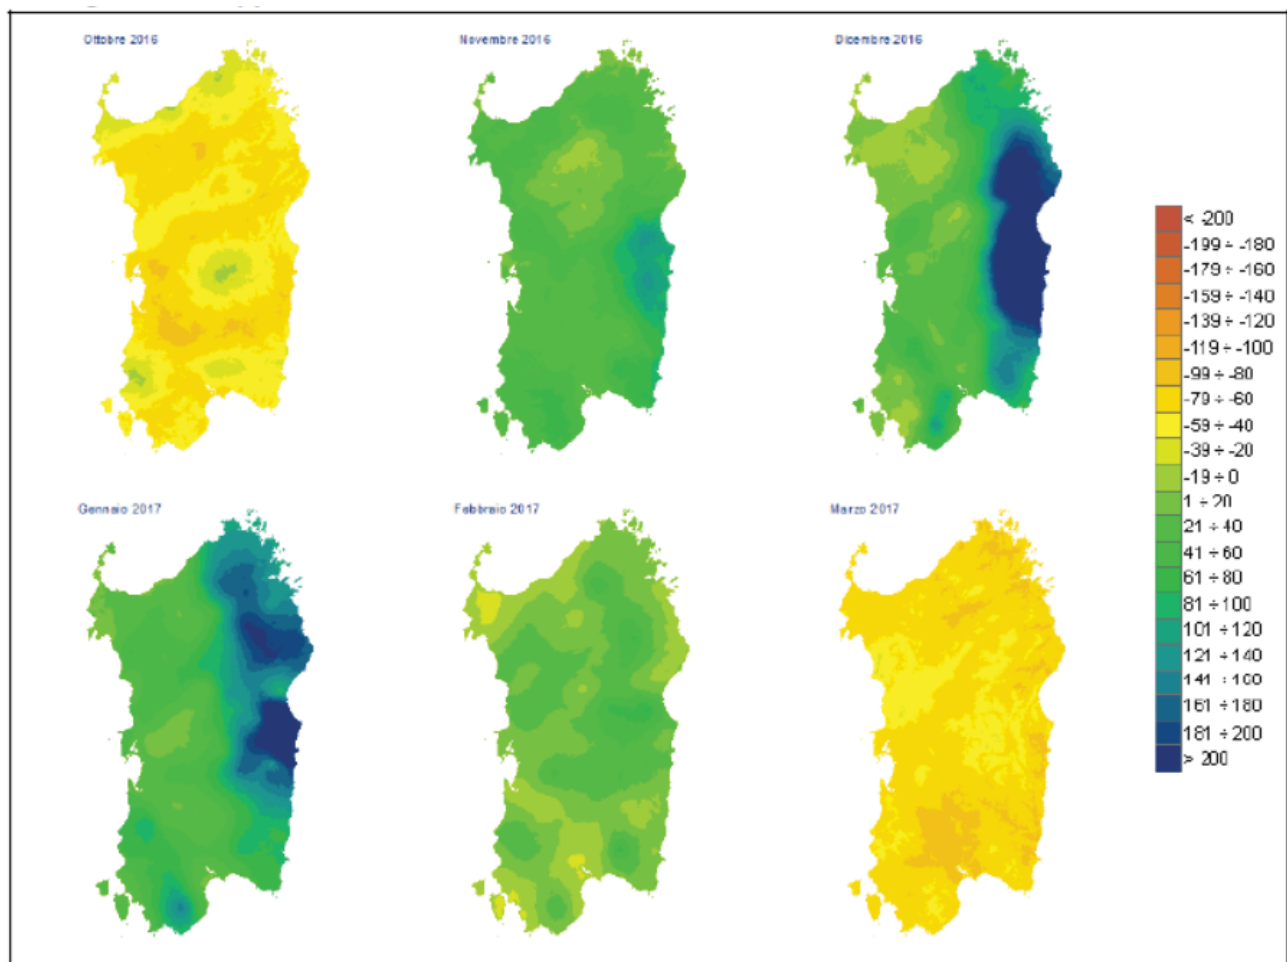 Ottobre 2016
Novembre 2016
Dicembre 2016
Gennaio 2017
Febbraio 2017
Marzo 2017
< -200
-199 ÷ -180
-179 ÷ -160
-159 ÷ -140
-139 ÷ -120
-119 ÷ -100
-99 ÷ -80
-79 ÷ -60
-59 ÷ -40
-39 ÷ -20
-19 ÷ 0
1 ÷ 20
21 ÷ 40
41 ÷ 60
61 ÷ 80
81 ÷ 100
101 ÷ 120
121 ÷ 140
141 ÷ 160
161 ÷ 180
181 ÷ 200
> 200